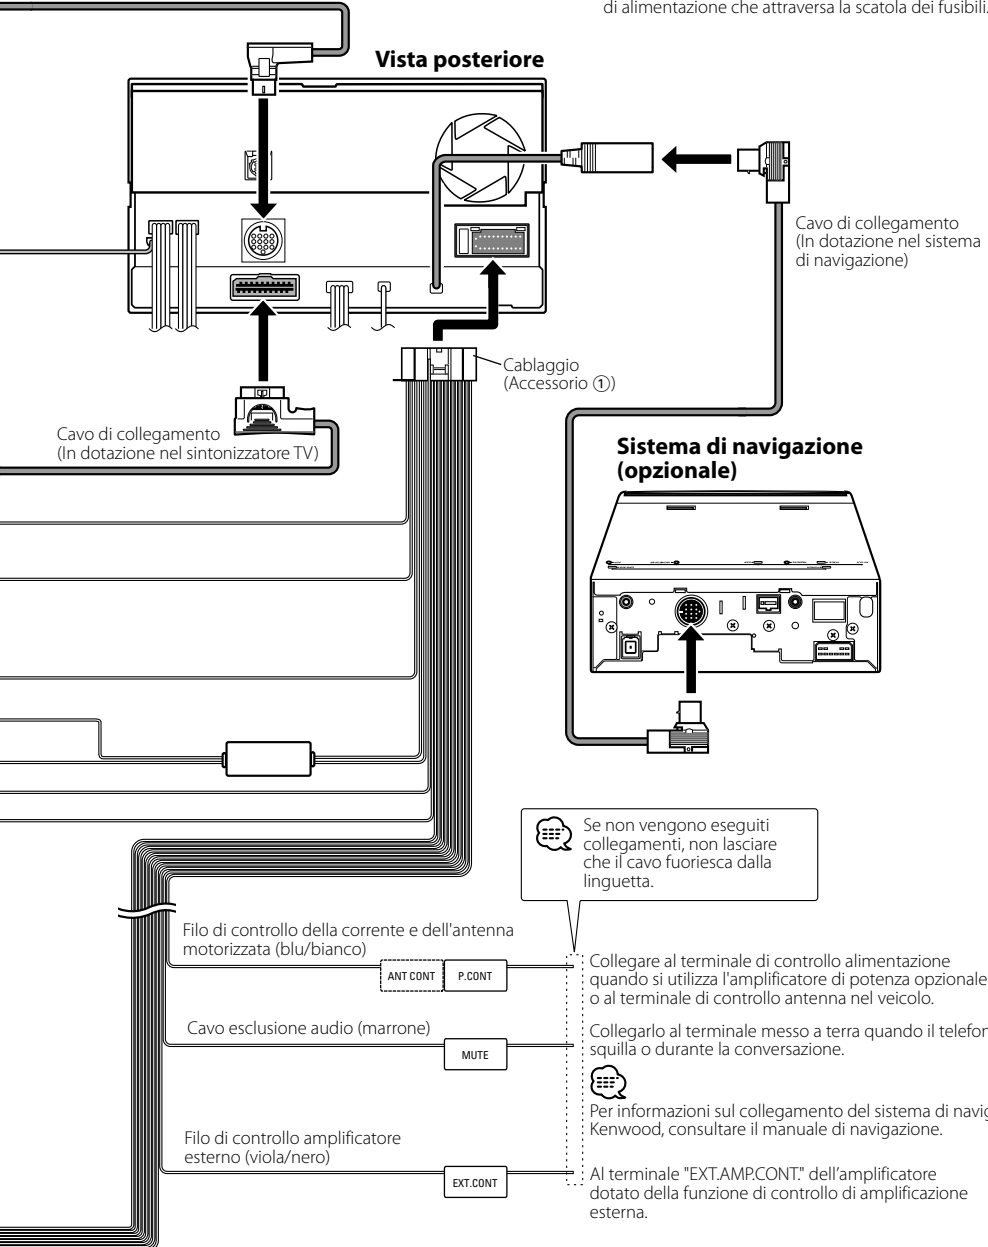 di alimentazione che attraversa la scatola dei fusibili.
Vista posteriore
Cavo di collegamento
(In dotazione nel sistema
di navigazione)
Cablaggio
(Accessorio ①)
Cavo di collegamento
(In dotazione nel sintonizzatore TV)
Sistema di navigazione
(opzionale)
Se non vengono eseguiti
collegamenti, non lasciare
che il cavo fuoriesca dalla
linguetta.
Filo di controllo della corrente e dell'antenna
motorizzata (blu/bianco)
ANT CONT
P.CONT
Collegare al terminale di controllo alimentazione
quando si utilizza l'amplificatore di potenza opzionale
o al terminale di controllo antenna nel veicolo.
Cavo esclusione audio (marrone)
MUTE
Collegarlo al terminale messo a terra quando il telefon
squilla o durante la conversazione.
Per informazioni sul collegamento del sistema di navig
Kenwood, consultare il manuale di navigazione.
Filo di controllo amplificatore
esterno (viola/nero)
EXT.CONT
Al terminale "EXT.AMP.CONT." dell’amplificatore
dotato della funzione di controllo di amplificazione
esterna.